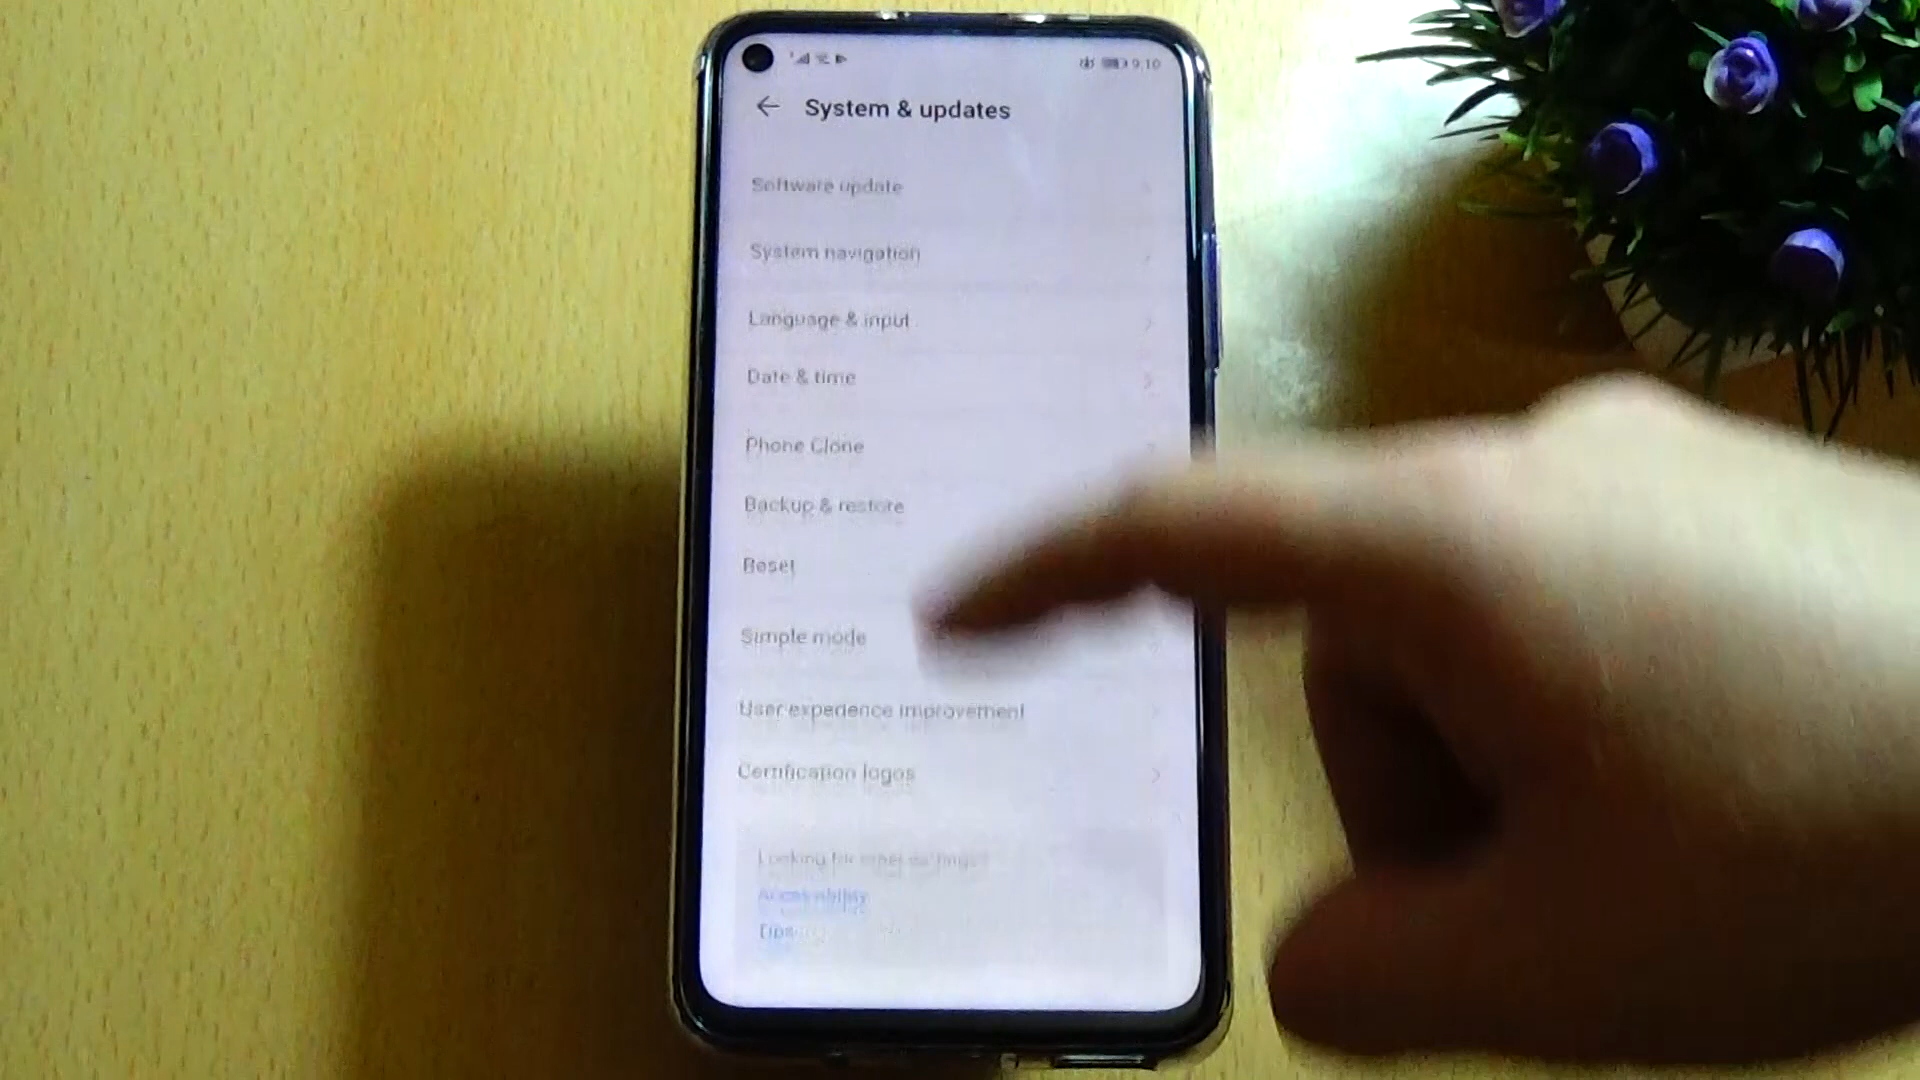 9:10
System & updates
Software update
System navigation
Language & input
Date & time
Phone Clone
Backup & restore
Reset
Simple mode
User experience improvement
Certification logos
Looking for other settings?
Accessibility
Tips